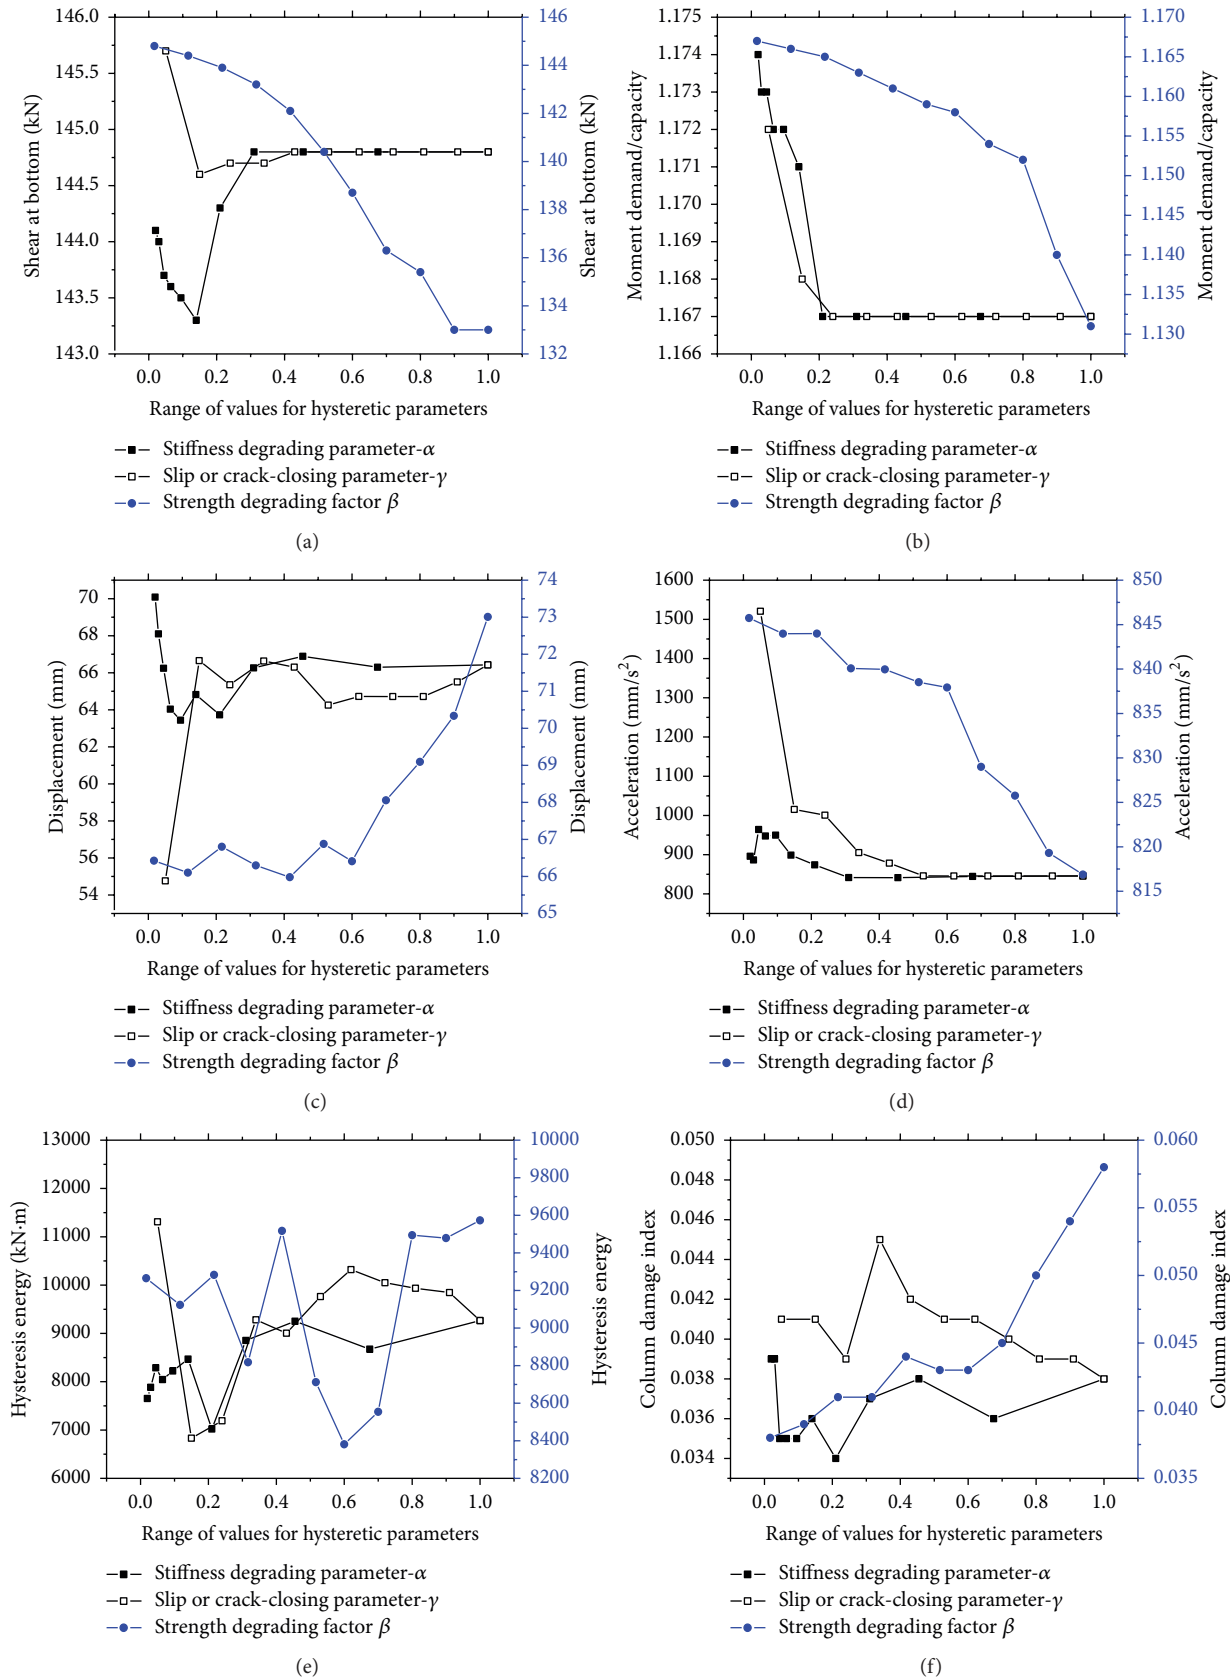 146.0
145.5
145.0
144.5
144.0
143.5
143.0
Shear at bottom (kN)
146
144
142
140
138
136
133
132
Shear at bottom (kN)
0.0 0.2 0.4 0.6 0.8 1.0
Range of values for hysteretic parameters
Stiffness degrading parameter-α
Slip or crack-closing parameter-γ
Strength degrading factor β
(a)
1.175
1.174
1.173
1.172
1.171
1.170
1.169
1.168
1.167
1.166
Moment demand/capacity
1.170
1.165
1.160
1.155
1.150
1.145
1.140
1.135
1.130
Moment demand/capacity
0.0 0.2 0.4 0.6 0.8 1.0
Range of values for hysteretic parameters
Stiffness degrading parameter-α
Slip or crack-closing parameter-γ
Strength degrading factor β
(b)
70
68
66
64
62
60
58
56
54
Displacement (mm)
74
73
72
71
70
69
68
67
66
65
Displacement (mm)
0.0 0.2 0.4 0.6 0.8 1.0
Range of values for hysteretic parameters
Stiffness degrading parameter-α
Slip or crack-closing parameter-γ
Strength degrading factor β
(c)
1600
1500
1400
1300
1200
1100
1000
900
800
Acceleration (mm/s²)
850
845
840
835
830
825
820
815
Acceleration (mm/s²)
0.0 0.2 0.4 0.6 0.8 1.0
Range of values for hysteretic parameters
Stiffness degrading parameter-α
Slip or crack-closing parameter-γ
Strength degrading factor β
(d)
13000
12000
11000
10000
9000
8000
7000
6000
Hysteresis energy (kN·m)
10000
9800
9600
9400
9200
9000
8800
8600
8400
8200
Hysteresis energy
0.0 0.2 0.4 0.6 0.8 1.0
Range of values for hysteretic parameters
Stiffness degrading parameter-α
Slip or crack-closing parameter-γ
Strength degrading factor β
(e)
0.050
0.048
0.046
0.044
0.042
0.040
0.038
0.036
0.034
Column damage index
0.060
0.055
0.050
0.045
0.040
0.035
Column damage index
0.0 0.2 0.4 0.6 0.8 1.0
Range of values for hysteretic parameters
Stiffness degrading parameter-α
Slip or crack-closing parameter-γ
Strength degrading factor β
(f)